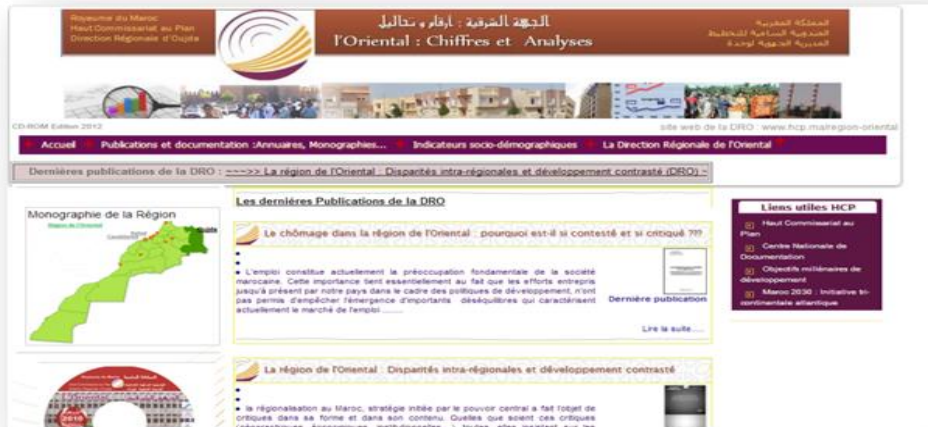 Royaume du Maroc
Haut Commissariat au Plan
Direction Régionale d'Oujda
الجهة الشرقية : أرقام و تحاليل
l'Oriental : Chiffres et Analyses
المملكة المغربية
المندوبية السامية للتخطيط
المديرية الجهوية لوجدة
CD-ROM Edition 2012
site web de la DRO : www.hcp.ma/region-oriental
Accueil
Publications et documentation :Annuaires, Monographies...
Indicateurs socio-démographiques
La Direction Régionale de l'Oriental
Dernières publications de la DRO : ~~~>> La région de l'Oriental : Disparités intra-régionales et développement contrasté (DRO) ~
Monographie de la Région
Région de l'Oriental
Rabat
Casablanca
Oujda
Les dernières Publications de la DRO
Le chômage dans la région de l'Oriental : pourquoi est-il si contesté et si critiqué ???
• L'emploi constitue actuellement la préoccupation fondamentale de la société
marocaine. Cette importance tient essentiellement au fait que les efforts entrepris
jusqu'à présent par notre pays dans le cadre des politiques de développement, n'ont
pas permis d'empêcher l'émergence d'importants déséquilibres qui caractérisent
actuellement le marché de l'emploi .......
Dernière publication
Lire la suite.....
La région de l'Oriental : Disparités intra-régionales et développement contrasté
• la régionalisation au Maroc, stratégie initiée par le pouvoir central a fait l'objet de
critiques dans sa forme et dans son contenu. Quelles que soient ces critiques
Liens utiles HCP
Haut Commissariat au
Plan
Centre Nationale de
Documentation
Objectifs millénaires de
développement
Maroc 2030 : Initiative tri-
continentale atlantique
2010